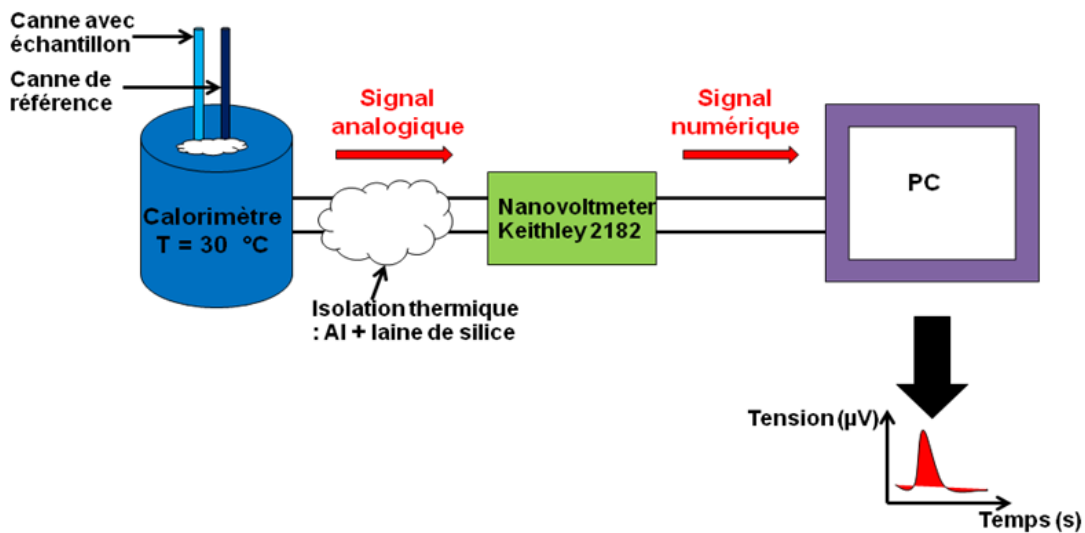 Canne avec
échantillon
Canne de
référence
Signal
analogique
Signal
numérique
Calorimètre
T = 30 °C
Nanovoltmeter
Keithley 2182
PC
Isolation thermique
: Al + laine de silice
Tension (µV)
Temps (s)